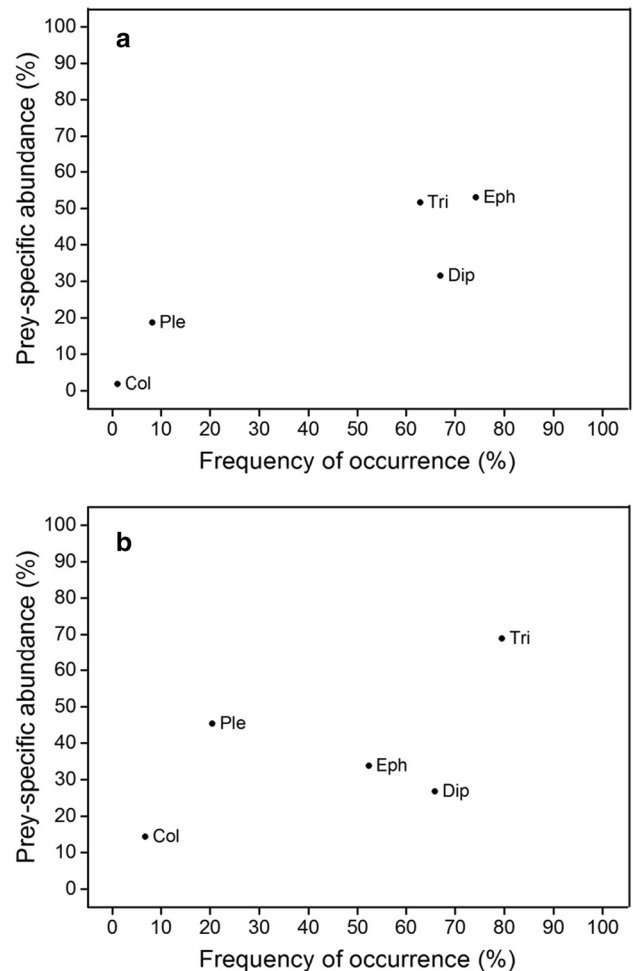 a
Prey-specific abundance (%)
100
90
80
70
60
50
40
30
20
10
0
Tri
Eph
Dip
Ple
Col
0 10 20 30 40 50 60 70 80 90 100
Frequency of occurrence (%)
b
Prey-specific abundance (%)
100
90
80
70
60
50
40
30
20
10
0
Tri
Ple
Eph
Dip
Col
0 10 20 30 40 50 60 70 80 90 100
Frequency of occurrence (%)